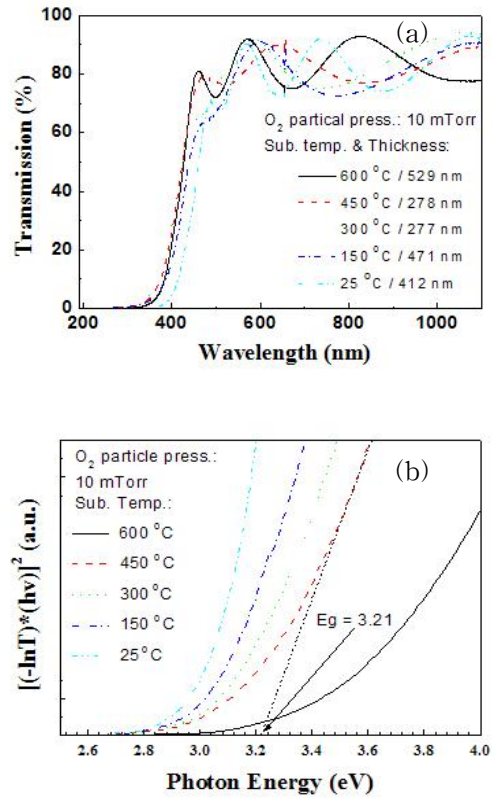 (a)
100
80
60
40
20
0
Transmission (%)
O2 partical press.: 10 mTorr
Sub. temp. & Thickness:
600 °C / 529 nm
450 °C / 278 nm
300 °C / 277 nm
150 °C / 471 nm
25 °C / 412 nm
200 400 600 800 1000
Wavelength (nm)
(b)
O2 particle press.:
10 mTorr
Sub. Temp.:
600 °C
450 °C
300 °C
150 °C
25°C
Eg = 3.21
[(-lnT)*(hv)]2 (a.u.)
2.6 2.8 3.0 3.2 3.4 3.6 3.8 4.0
Photon Energy (eV)